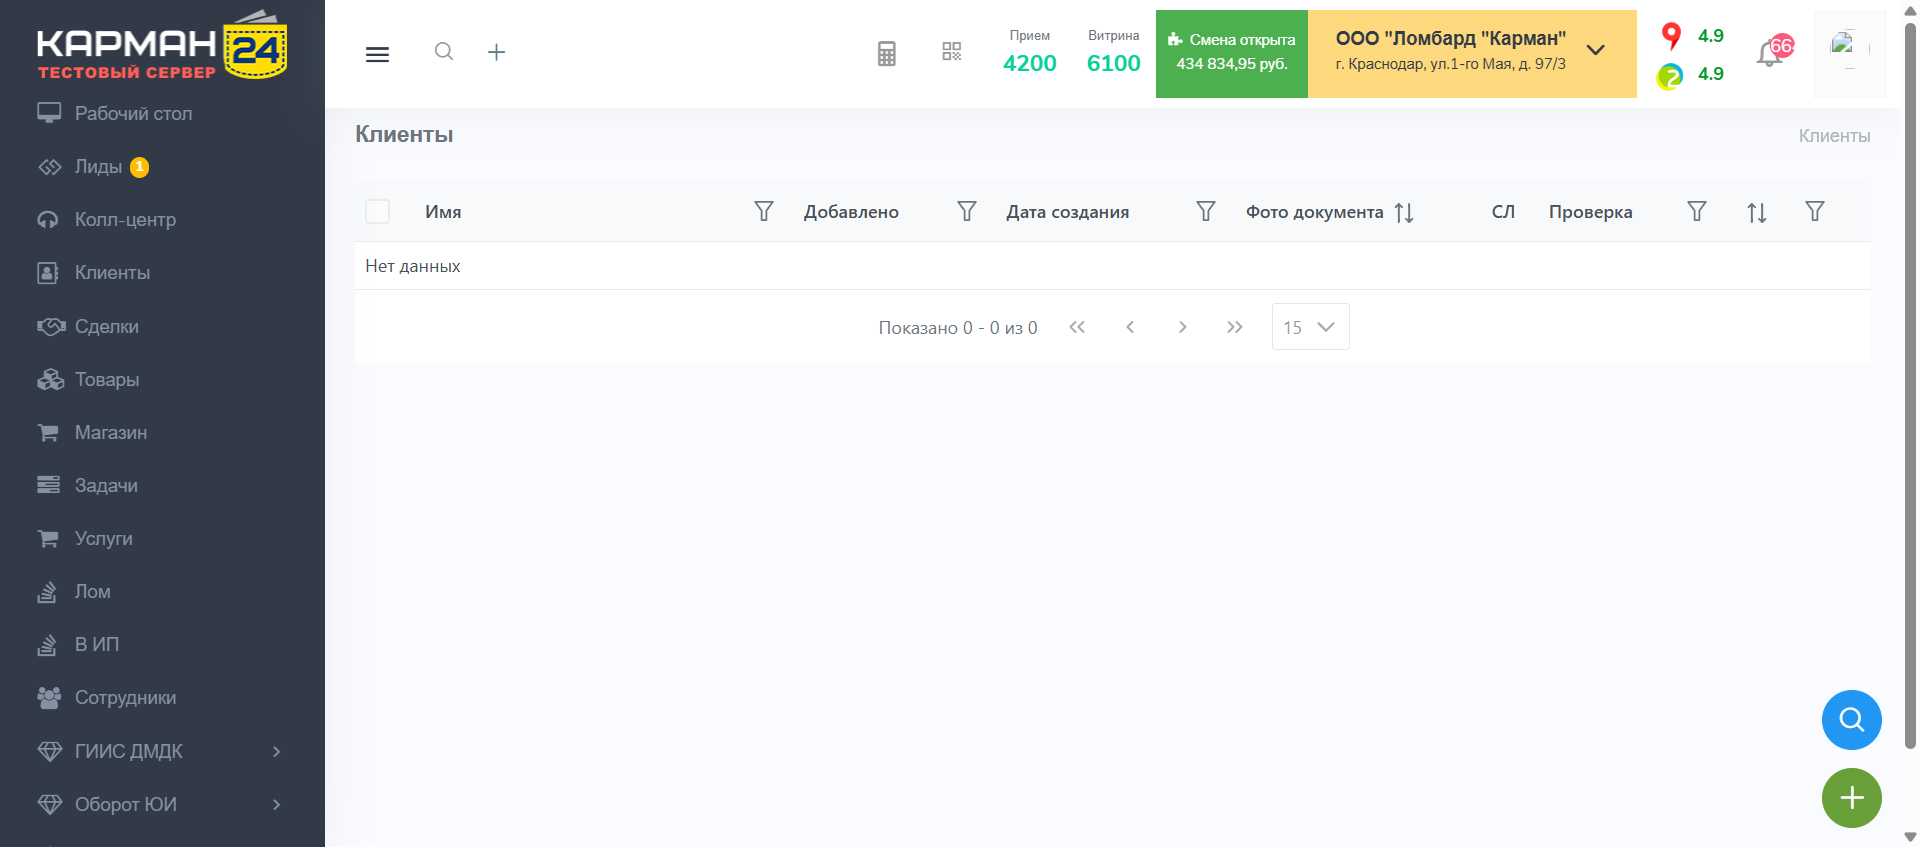 КАРМАН 24
ТЕСТОВЫЙ СЕРВЕР
Рабочий стол
Лиды 1
Колл-центр
Клиенты
Сделки
Товары
Магазин
Задачи
Услуги
Лом
В ИП
Сотрудники
ГИИС ДМДК
Оборот ЮИ
Прием
4200
Витрина
6100
Смена открыта
434 834,95 руб.
ООО "Ломбард "Карман"
г. Краснодар, ул.1-го Мая, д. 97/3
4.9
4.9
Клиенты
Клиенты
Имя Добавлено Дата создания Фото документа СЛ Проверка
Нет данных
Показано 0 - 0 из 0
15